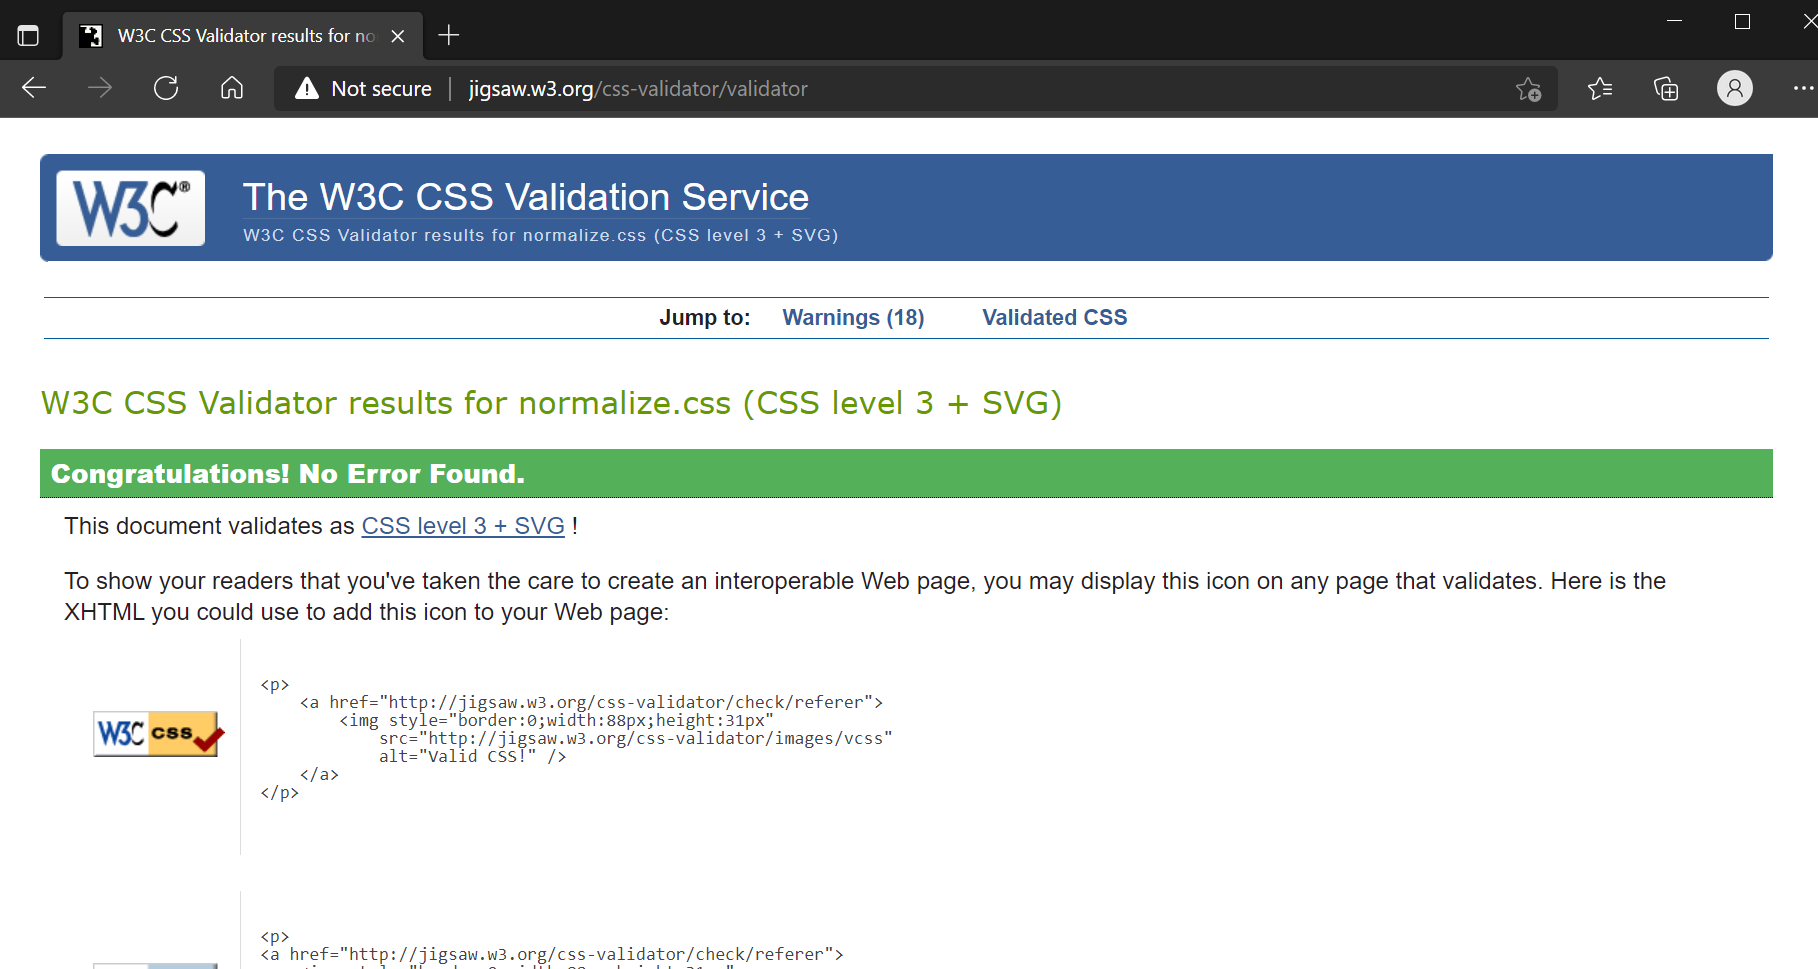 W3C CSS Validator results for no
Not secure | jigsaw.w3.org/css-validator/validator
W3C®
The W3C CSS Validation Service
W3C CSS Validator results for normalize.css (CSS level 3 + SVG)
Jump to: Warnings (18) Validated CSS
W3C CSS Validator results for normalize.css (CSS level 3 + SVG)
Congratulations! No Error Found.
This document validates as CSS level 3 + SVG !
To show your readers that you've taken the care to create an interoperable Web page, you may display this icon on any page that validates. Here is the
XHTML you could use to add this icon to your Web page:
W3C CSS
<p>
<a href="http://jigsaw.w3.org/css-validator/check/referer">
<img style="border:0;width:88px;height:31px"
src="http://jigsaw.w3.org/css-validator/images/vcss"
alt="Valid CSS!" />
</a>
</p>
<p>
<a href="http://jigsaw.w3.org/css-validator/check/referer">